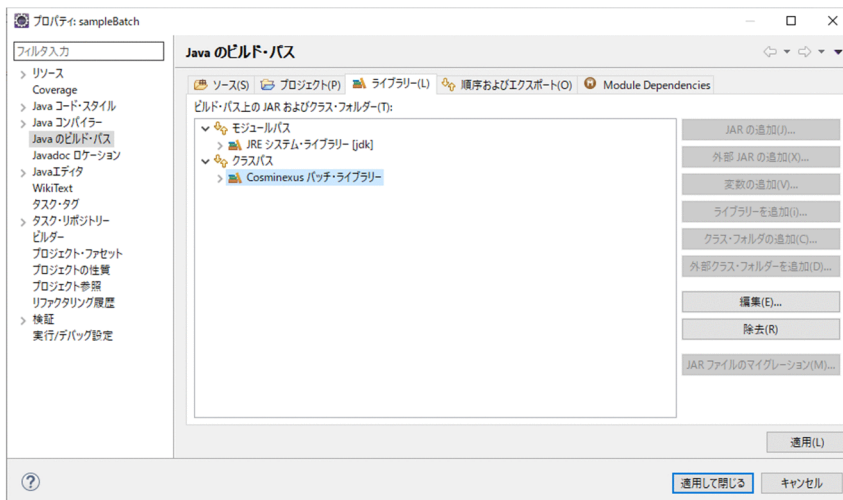 プロパティ: sampleBatch
フィルタ入力
リソース
Coverage
Java コード・スタイル
Java コンパイラー
Java のビルド・パス
Javadoc ロケーション
Javaエディタ
WikiText
タスク・タグ
タスク・リポジトリー
ビルダー
プロジェクト・ファセット
プロジェクトの性質
プロジェクト参照
リファクタリング履歴
検証
実行/デバッグ設定
Java のビルド・パス
ソース(S)
プロジェクト(P)
ライブラリー(L)
順序およびエクスポート(O)
Module Dependencies
ビルド・パス上の JAR およびクラス・フォルダー(T):
モジュールパス
JRE システム・ライブラリー [jdk]
クラスパス
Cosminexus バッチ・ライブラリー
JAR の追加(J)...
外部 JAR の追加(X)...
変数の追加(V)...
ライブラリーを追加(i)...
クラス・フォルダの追加(C)...
外部クラス・フォルダーを追加(D)...
編集(E)...
除去(R)
JAR ファイルのマイグレーション(M)...
適用(L)
適用して閉じる
キャンセル